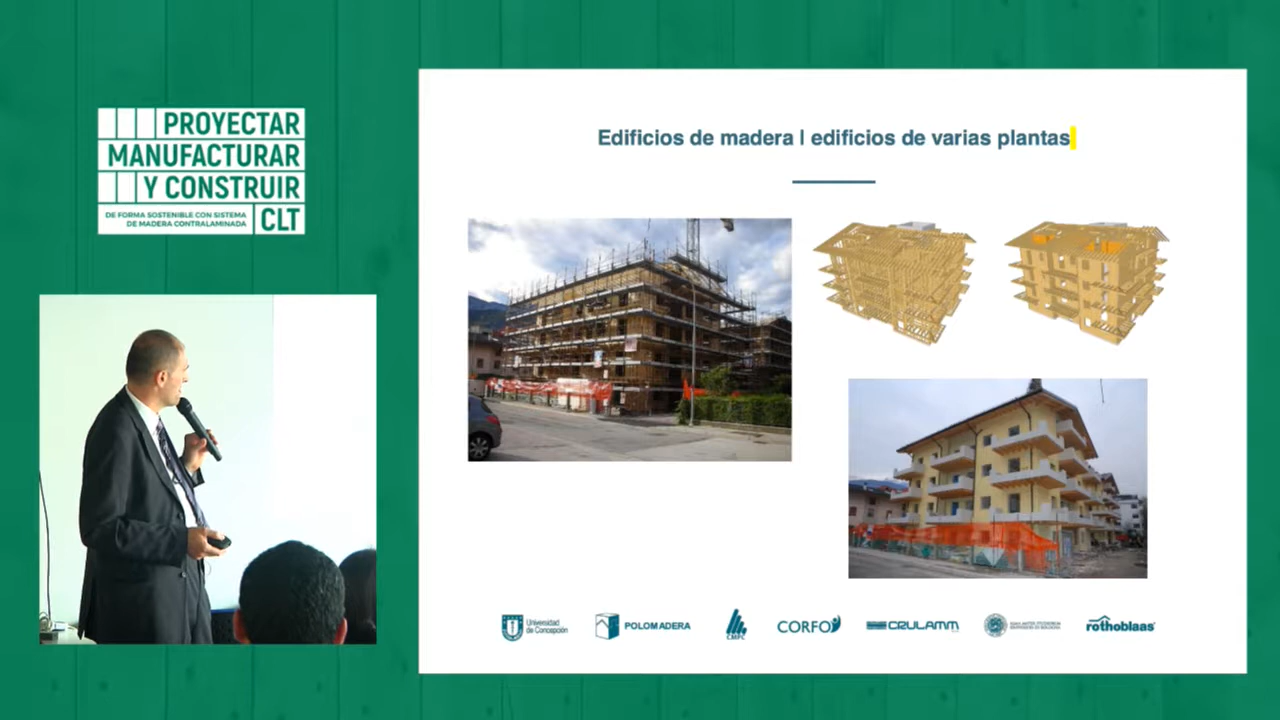 PROYECTAR
MANUFACTURAR
Y CONSTRUIR
DE FORMA SOSTENIBLE CON SISTEMA
DE MADERA CONTRALAMINADA
CLT
Edificios de madera | edificios de varias plantas
Universidad
de Concepción
POLOMADERA
CMPC
CORFO
CRULAMM
rothoblaas